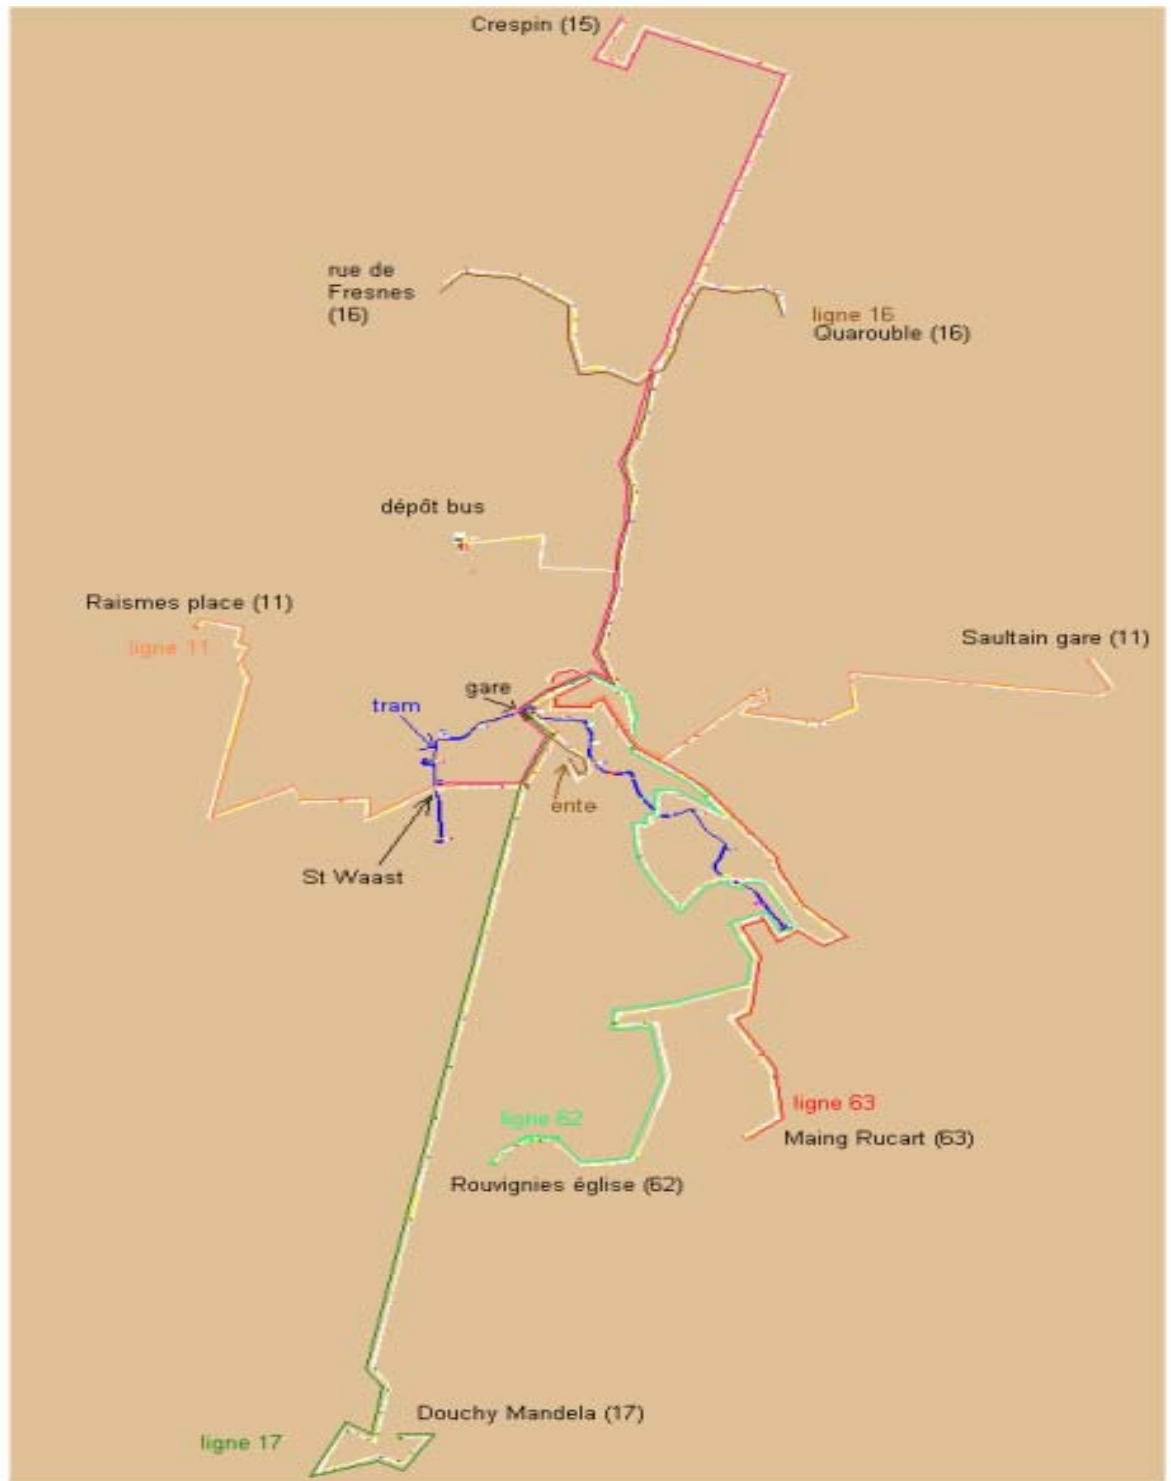 Crespin (15)
rue de
Fresnes
(16)
ligne 16
Quarouble (16)
dépôt bus
Raismes place (11)
ligne 11
Saultain gare (11)
gare
tram
ente
St Waast
ligne 63
ligne 62
Maing Rucart (63)
Rouvignies église (62)
Douchy Mandela (17)
ligne 17